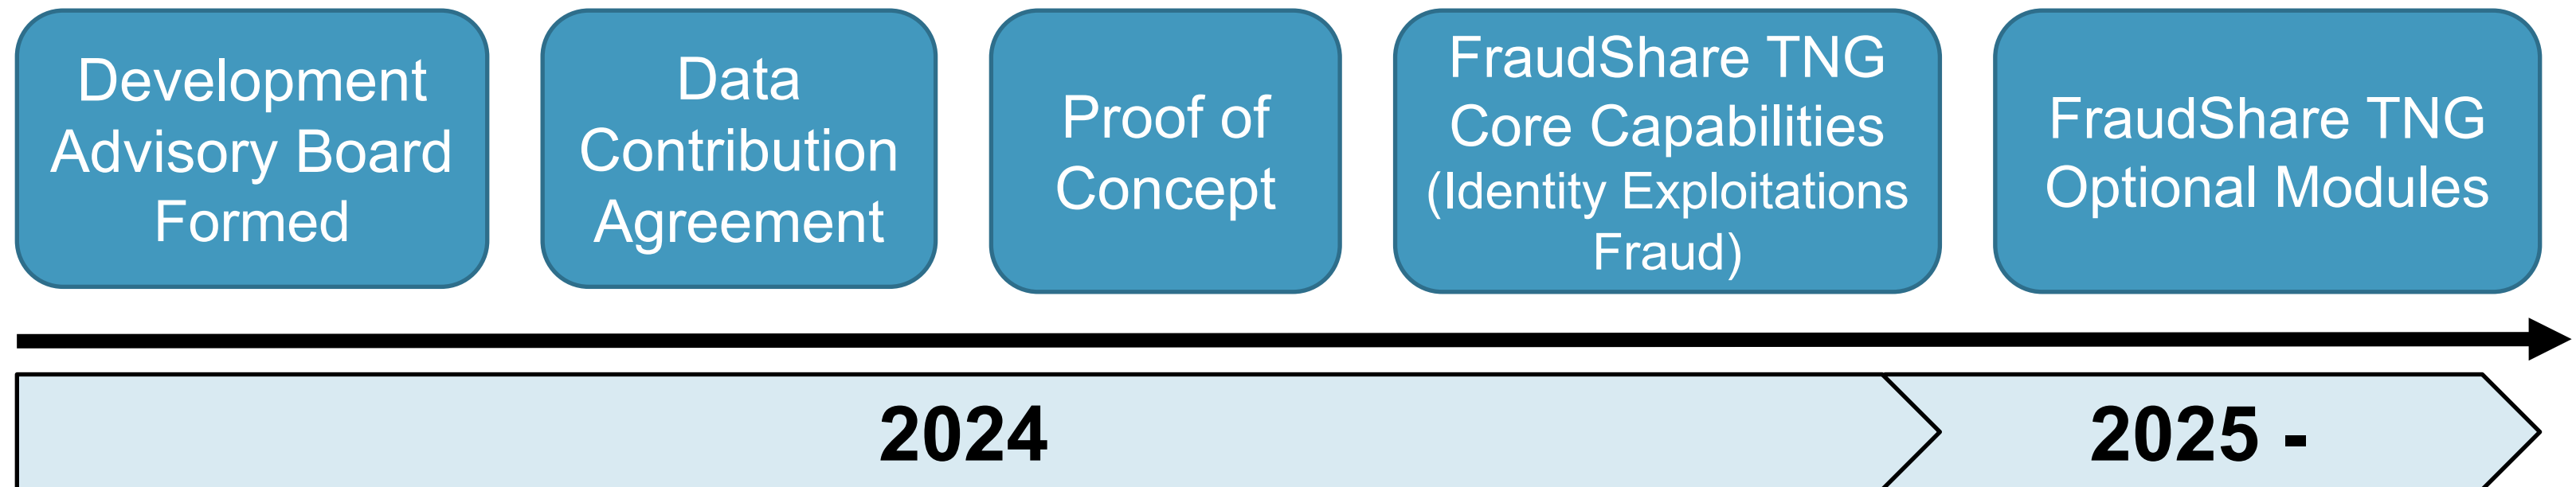 Development
Advisory Board
Formed
Data
Contribution
Agreement
Proof of
Concept
FraudShare TNG
Core Capabilities
(Identity Exploitations
Fraud)
FraudShare TNG
Optional Modules
2024
2025 -